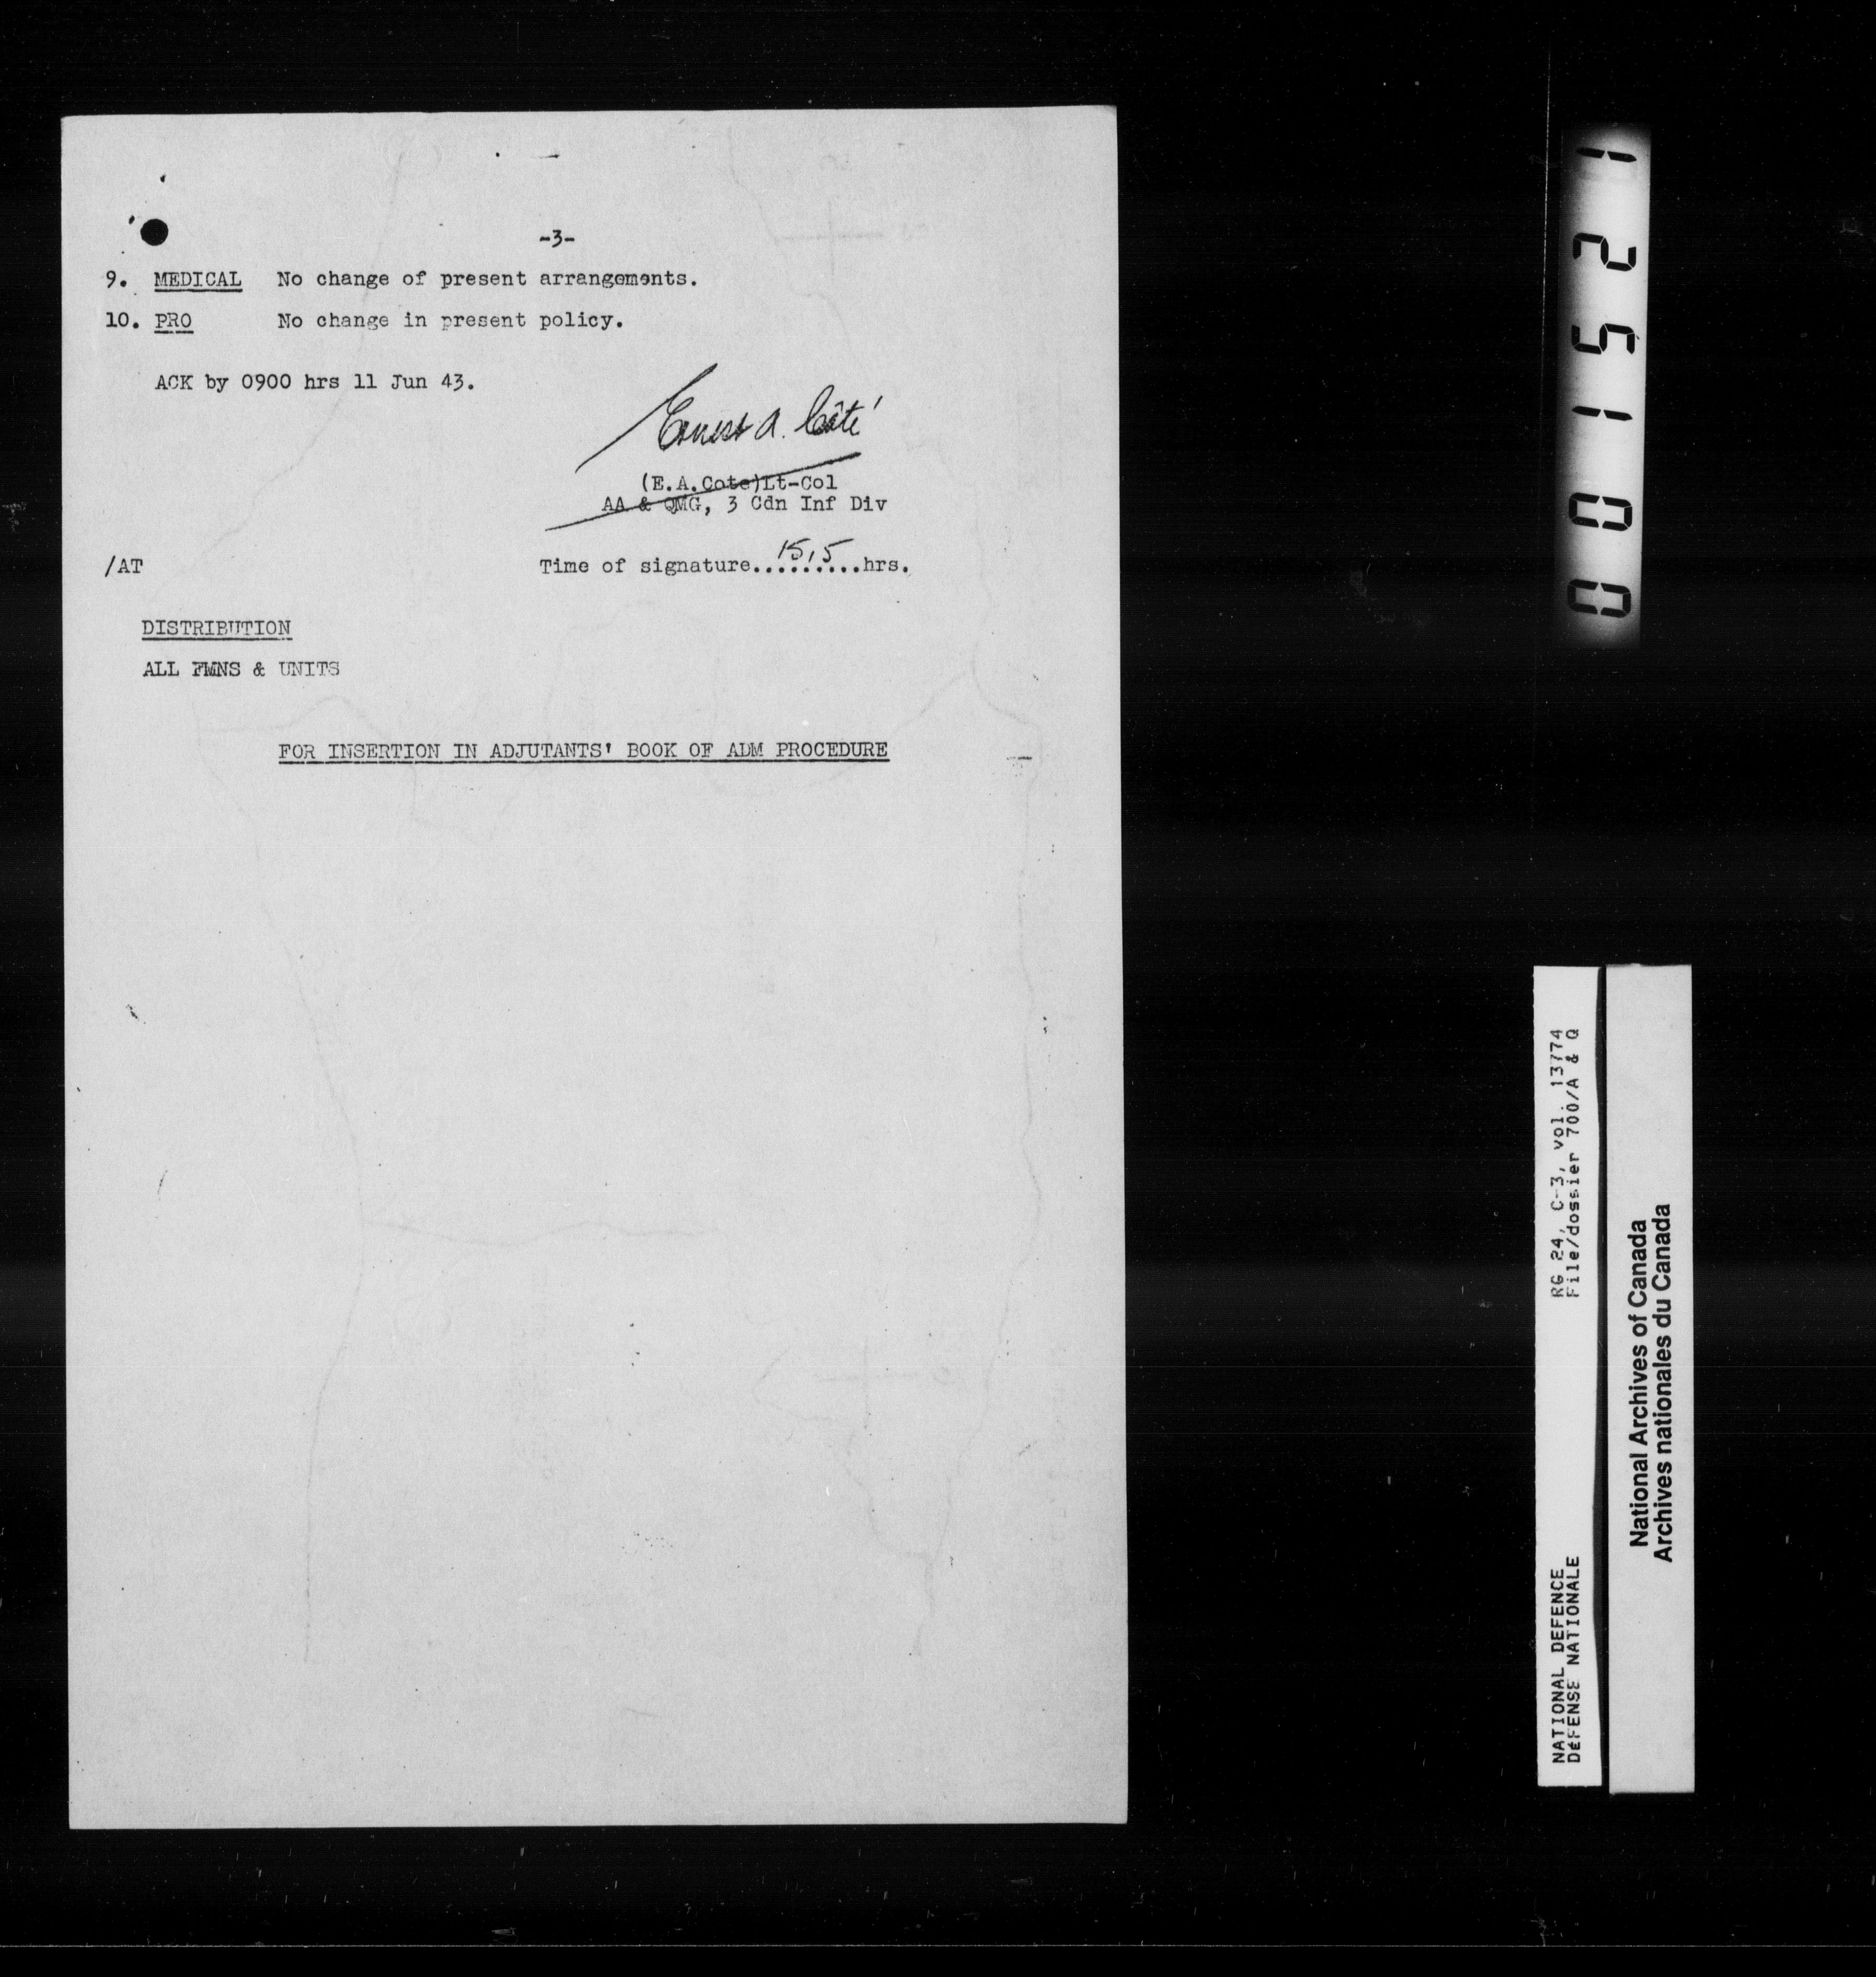 -3-
9. MEDICAL No change of present arrangements.
10. PRO No change in present policy.
ACK by 0900 hrs 11 Jun 43.
Ernest A. Côté
(E.A.Cote)Lt-Col
AA & QMG, 3 Cdn Inf Div
/AT
Time of signature..1515..hrs.
DISTRIBUTION
ALL FMNS & UNITS
FOR INSERTION IN ADJUTANTS' BOOK OF ADM PROCEDURE
001521
RG 24, C-3, vol. 13774
File/dossier 700/A & Q
NATIONAL DEFENCE
DÉFENSE NATIONALE
National Archives of Canada
Archives nationales du Canada